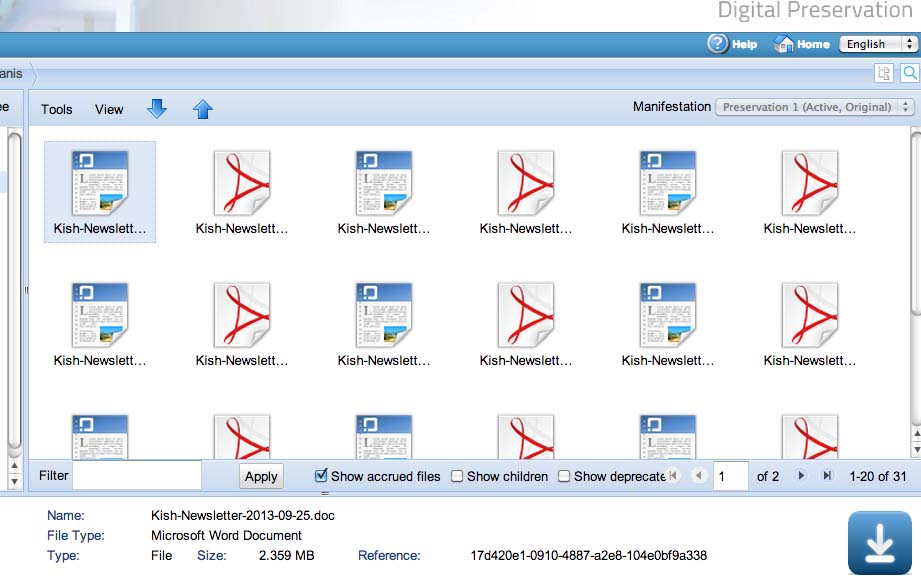 Digital Preservation
Help Home English
anis
Tools View Manifestation Preservation 1 (Active, Original)
Kish-Newslett... Kish-Newslett... Kish-Newslett... Kish-Newslett... Kish-Newslett... Kish-Newslett...
Kish-Newslett... Kish-Newslett... Kish-Newslett... Kish-Newslett... Kish-Newslett... Kish-Newslett...
Filter Apply Show accrued files Show children Show deprecate 1 of 2 1-20 of 31
Name: Kish-Newsletter-2013-09-25.doc
File Type: Microsoft Word Document
Type: File Size: 2.359 MB Reference: 17d420e1-0910-4887-a2e8-104e0bf9a338